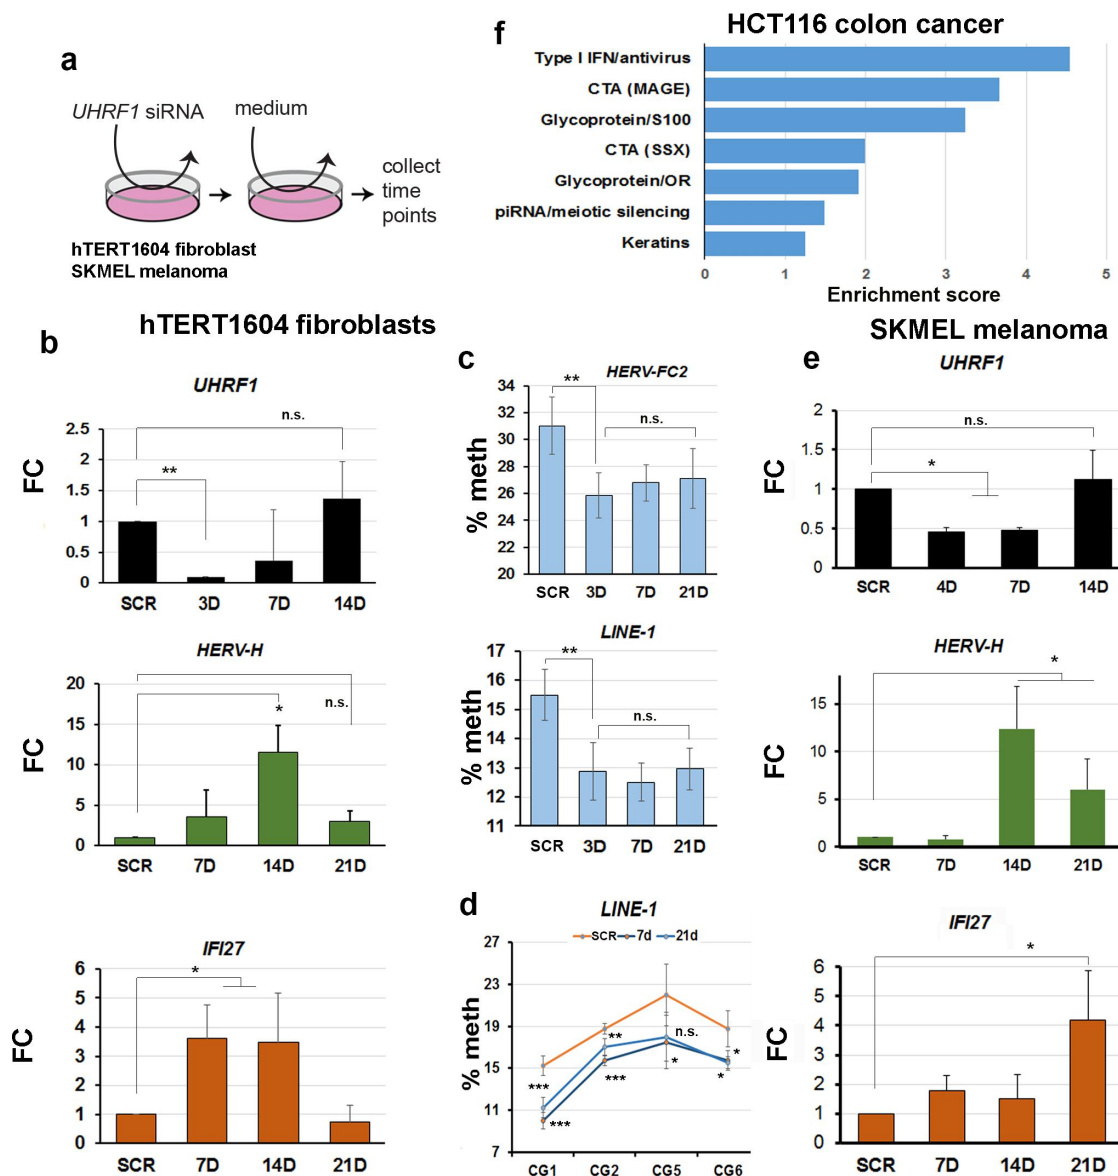 a
UHRF1 siRNA
medium
collect
time
points
hTERT1604 fibroblast
SKMEL melanoma
f
HCT116 colon cancer
Type I IFN/antivirus
CTA (MAGE)
Glycoprotein/S100
CTA (SSX)
Glycoprotein/OR
piRNA/meiotic silencing
Keratins
0 1 2 3 4 5
Enrichment score
hTERT1604 fibroblasts
b
UHRF1
FC
2.5
2
1.5
1
0.5
0
**
n.s.
SCR 3D 7D 14D
HERV-H
FC
20
15
10
5
0
*
n.s.
SCR 7D 14D 21D
IFI27
FC
6
5
4
3
2
1
0
*
SCR 7D 14D 21D
c
HERV-FC2
% meth
34
32
30
28
26
24
22
20
**
n.s.
SCR 3D 7D 21D
LINE-1
% meth
17
16
15
14
13
12
11
**
n.s.
SCR 3D 7D 21D
d
LINE-1
SCR 7d 21d
% meth
27
23
19
15
11
7
***
***
**
***
n.s.
*
*
*
CG1 CG2 CG5 CG6
SKMEL melanoma
e
UHRF1
FC
2
1.5
1
0.5
0
n.s.
*
SCR 4D 7D 14D
HERV-H
FC
15
10
5
0
*
SCR 7D 14D 21D
IFI27
FC
6
5
4
3
2
1
0
*
SCR 7D 14D 21D